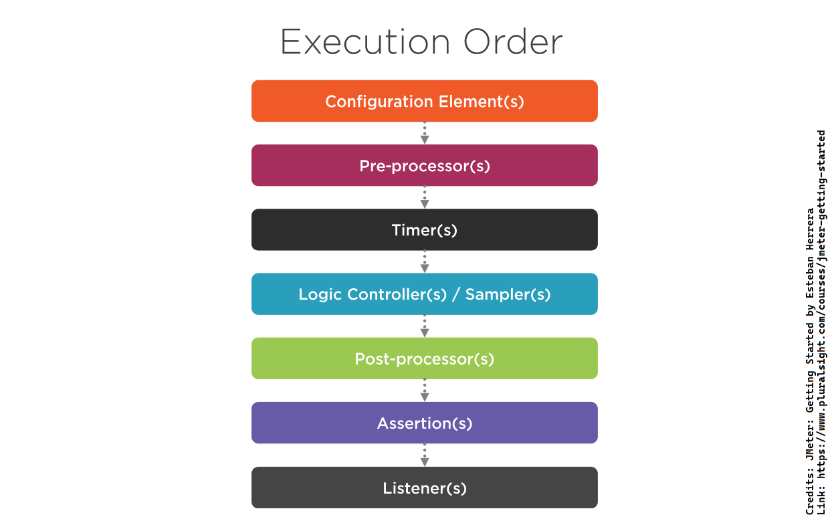 Execution Order
Configuration Element(s)
Pre-processor(s)
Timer(s)
Logic Controller(s) / Sampler(s)
Post-processor(s)
Assertion(s)
Listener(s)
Credits: JMeter: Getting Started by Esteban Herrera
Link: https://www.pluralsight.com/courses/jmeter-getting-started